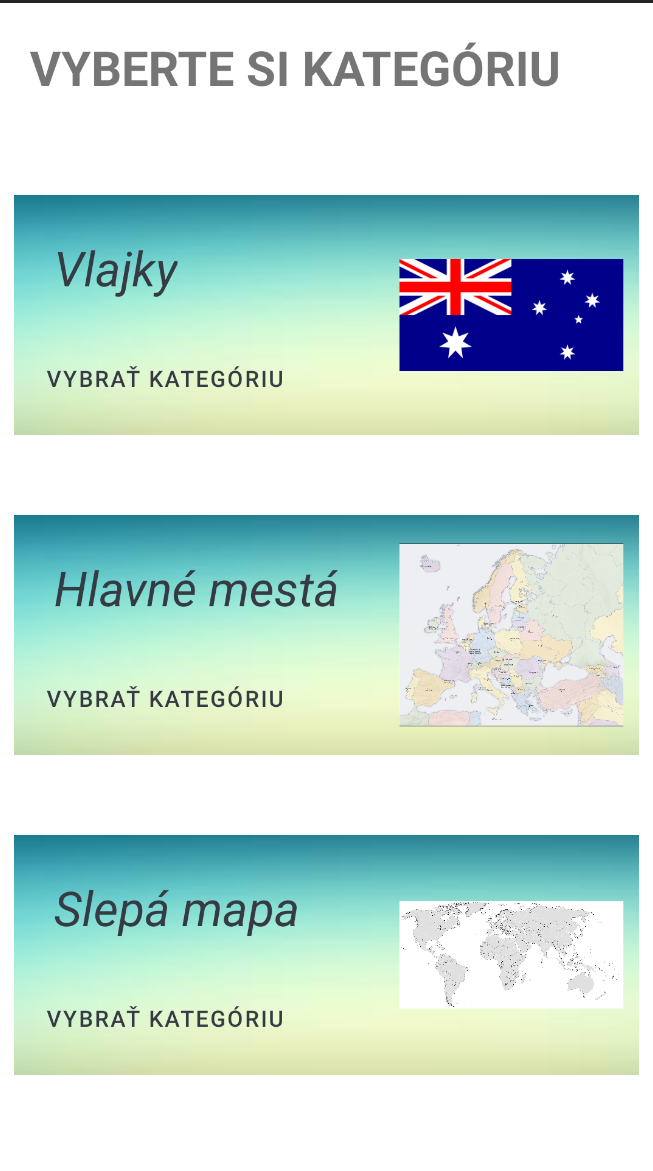 VYBERTE SI KATEGÓRIU
Vlajky
VYBRAŤ KATEGÓRIU
Hlavné mestá
VYBRAŤ KATEGÓRIU
Slepá mapa
VYBRAŤ KATEGÓRIU